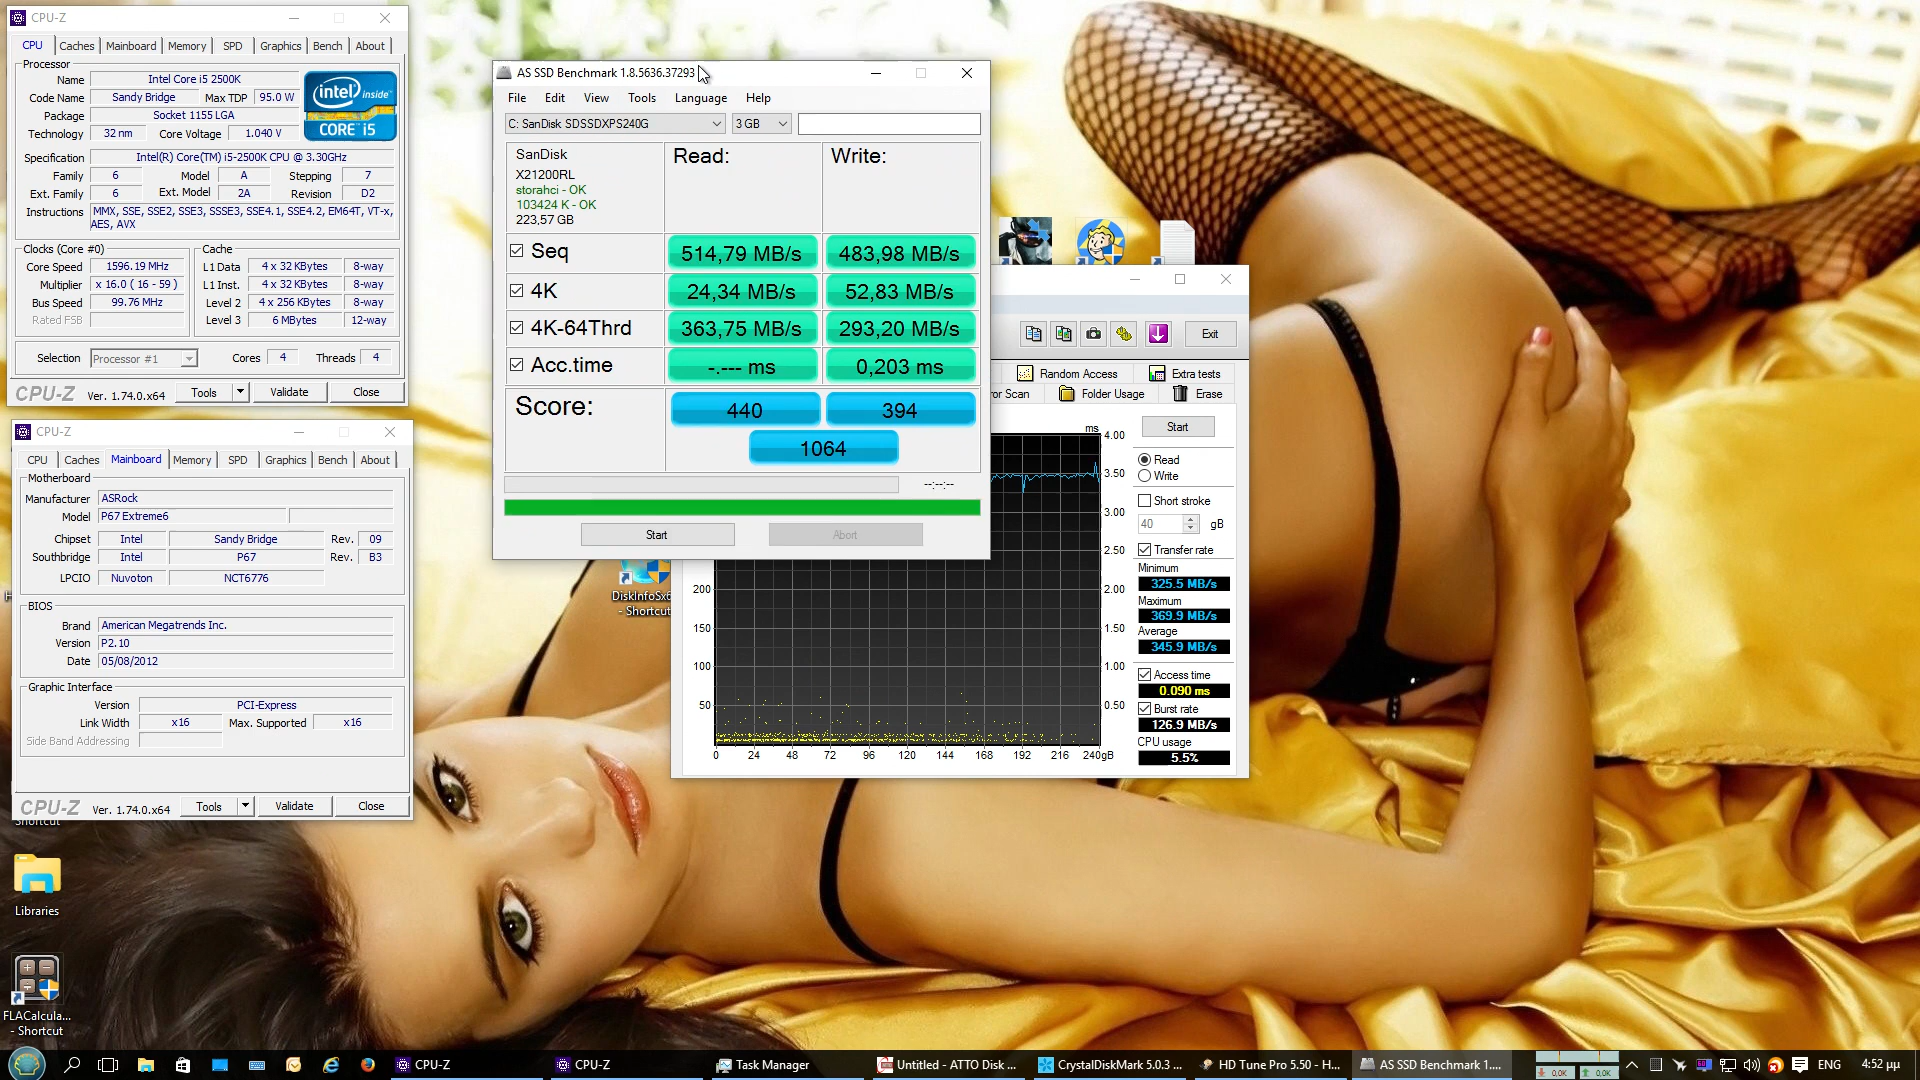 CPU-Z
CPU Caches Mainboard Memory SPD Graphics Bench About
Processor
Name Intel Core i5 2500K
Code Name Sandy Bridge Max TDP 95.0 W
Package Socket 1155 LGA
Technology 32 nm Core Voltage 1.040 V
intel inside CORE i5
Specification Intel(R) Core(TM) i5-2500K CPU @ 3.30GHz
Family 6 Model A Stepping 7
Ext. Family 6 Ext. Model 2A Revision D2
Instructions MMX, SSE, SSE2, SSE3, SSSE3, SSE4.1, SSE4.2, EM64T, VT-x,
AES, AVX
Clocks (Core #0) Cache
Core Speed 1596.19 MHz L1 Data 4 x 32 KBytes 8-way
Multiplier x 16.0 ( 16 - 59 ) L1 Inst. 4 x 32 KBytes 8-way
Bus Speed 99.76 MHz Level 2 4 x 256 KBytes 8-way
Rated FSB Level 3 6 MBytes 12-way
Selection Processor #1 Cores 4 Threads 4
CPU-Z Ver. 1.74.0.x64 Tools Validate Close
CPU-Z
CPU Caches Mainboard Memory SPD Graphics Bench About
Motherboard
Manufacturer ASRock
Model P67 Extreme6
Chipset Intel Sandy Bridge Rev. 09
Southbridge Intel P67 Rev. B3
LPCIO Nuvoton NCT6776
BIOS
Brand American Megatrends Inc.
Version P2.10
Date 05/08/2012
Graphic Interface
Version PCI-Express
Link Width x16 Max. Supported x16
Side Band Addressing
CPU-Z Ver. 1.74.0.x64 Tools Validate Close
Shortcut
Libraries
FLACalcula...
- Shortcut
AS SSD Benchmark 1.8.5636.37293
File Edit View Tools Language Help
C: SanDisk SDSSDXPS240G 3 GB
SanDisk Read: Write:
X21200RL
storahci - OK
103424 K - OK
223,57 GB
Seq 514,79 MB/s 483,98 MB/s
4K 24,34 MB/s 52,83 MB/s
4K-64Thrd 363,75 MB/s 293,20 MB/s
Acc.time -.--- ms 0,203 ms
Score: 440 394
1064
--:--:--
Start Abort
DiskInfoSx6
- Shortcut
Exit
Random Access Extra tests
or Scan Folder Usage Erase
Start
ms
4.00
3.50
3.00
2.50
200 2.00
150 1.50
100 1.00
50 0.50
0 24 48 72 96 120 144 168 192 216 240gB
Read
Write
Short stroke
40 gB
Transfer rate
Minimum
325.5 MB/s
Maximum
369.9 MB/s
Average
345.9 MB/s
Access time
0.090 ms
Burst rate
126.9 MB/s
CPU usage
5.5%
CPU-Z CPU-Z Task Manager Untitled - ATTO Disk ... CrystalDiskMark 5.0.3 ... HD Tune Pro 5.50 - H... AS SSD Benchmark 1.... 0,0K 0,0K ENG 4:52 μμ